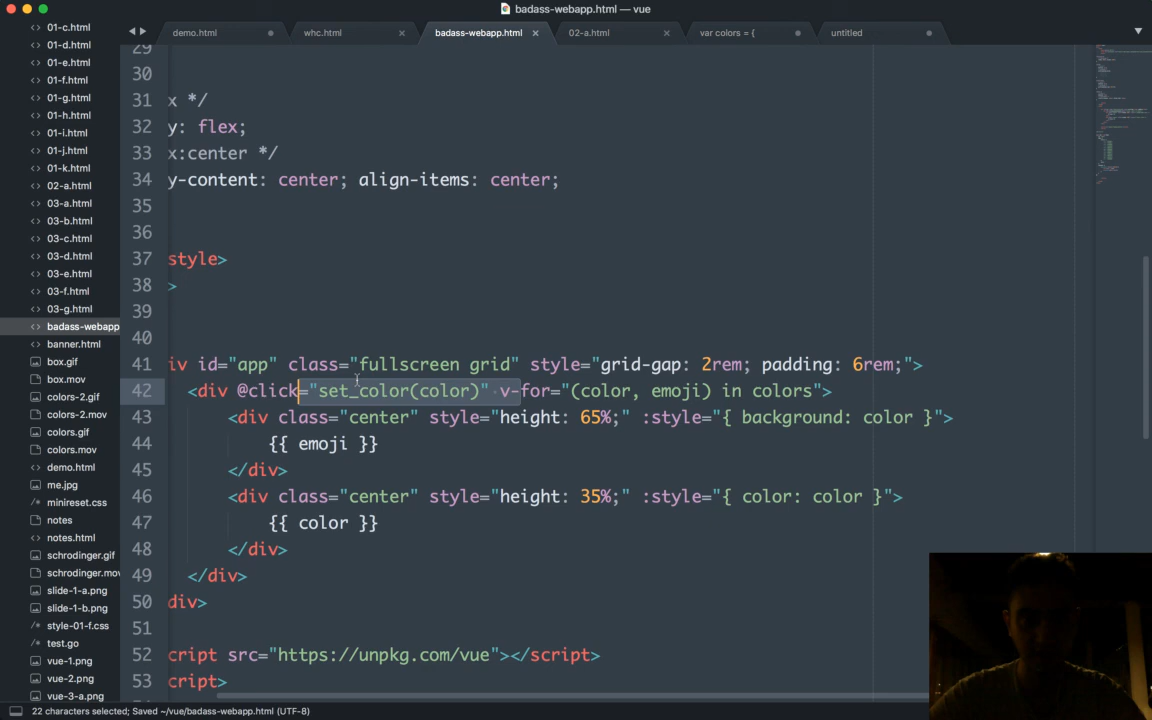 badass-webapp.html — vue
demo.html
whc.html
badass-webapp.html
02-a.html
var colors = {
untitled
01-c.html
01-d.html
01-e.html
01-f.html
01-g.html
01-h.html
01-i.html
01-j.html
01-k.html
02-a.html
03-a.html
03-b.html
03-c.html
03-d.html
03-e.html
03-f.html
03-g.html
badass-webapp
banner.html
box.gif
box.mov
colors-2.gif
colors-2.mov
colors.gif
colors.mov
demo.html
me.jpg
minireset.css
notes
notes.html
schrodinger.gif
schrodinger.mov
slide-1-a.png
slide-1-b.png
style-01-f.css
test.go
vue-1.png
vue-2.png
vue-3-a.png
29
30
31 x */
32 y: flex;
33 x:center */
34 y-content: center; align-items: center;
35
36
37 style>
38 >
39
40
41 iv id="app" class="fullscreen grid" style="grid-gap: 2rem; padding: 6rem;">
42 <div @click="set_color(color)" v-for="(color, emoji) in colors">
43 <div class="center" style="height: 65%;" :style="{ background: color }">
44 {{ emoji }}
45 </div>
46 <div class="center" style="height: 35%;" :style="{ color: color }">
47 {{ color }}
48 </div>
49 </div>
50 div>
51
52 cript src="https://unpkg.com/vue"></script>
53 cript>
22 characters selected; Saved ~/vue/badass-webapp.html (UTF-8)